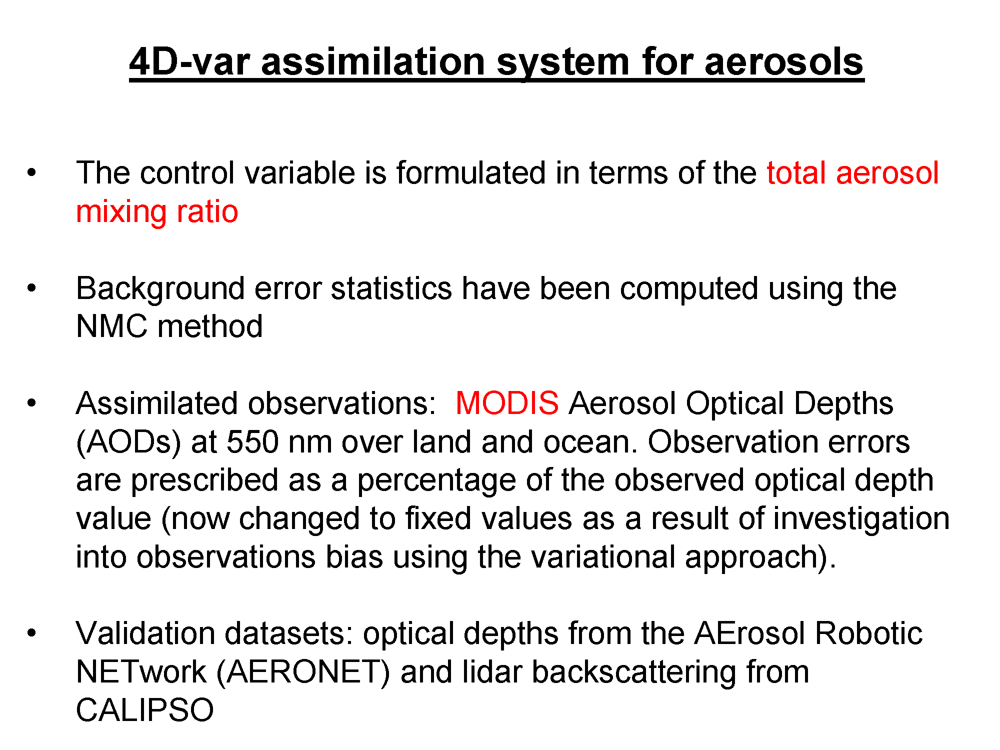 4D-var assimilation system for aerosols
• The control variable is formulated in terms of the total aerosol
mixing ratio
• Background error statistics have been computed using the
NMC method
• Assimilated observations: MODIS Aerosol Optical Depths
(AODs) at 550 nm over land and ocean. Observation errors
are prescribed as a percentage of the observed optical depth
value (now changed to fixed values as a result of investigation
into observations bias using the variational approach).
• Validation datasets: optical depths from the AErosol Robotic
NETwork (AERONET) and lidar backscattering from
CALIPSO